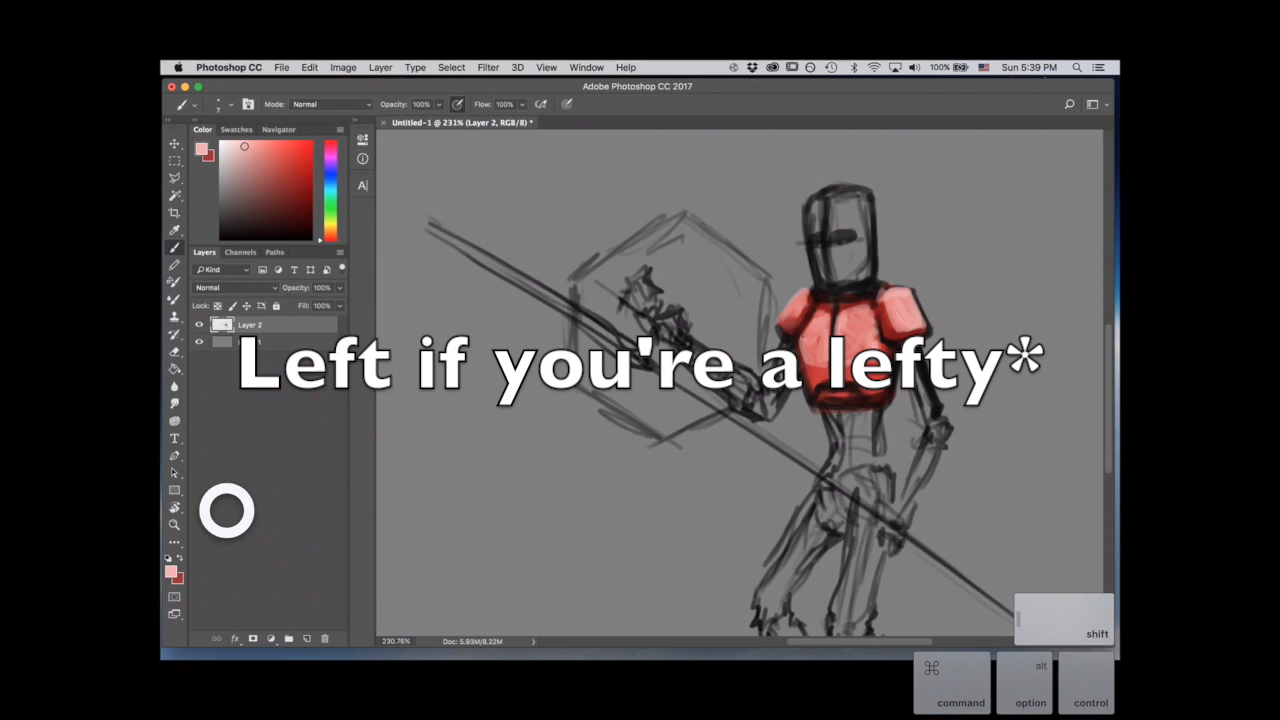 Photoshop CC File Edit Image Layer Type Select Filter 3D View Window Help 100% Sun 5:39 PM
Adobe Photoshop CC 2017
7 Mode: Normal Opacity: 100% Flow: 100%
Color Swatches Navigator
Untitled-1 @ 231% (Layer 2, RGB/8) *
A|
Layers Channels Paths
Kind
Normal Opacity: 100%
Lock: Fill: 100%
Layer 2
Left if you're a lefty*
230.76% Doc: 5.93M/8.22M
shift
⌘ alt
command option control